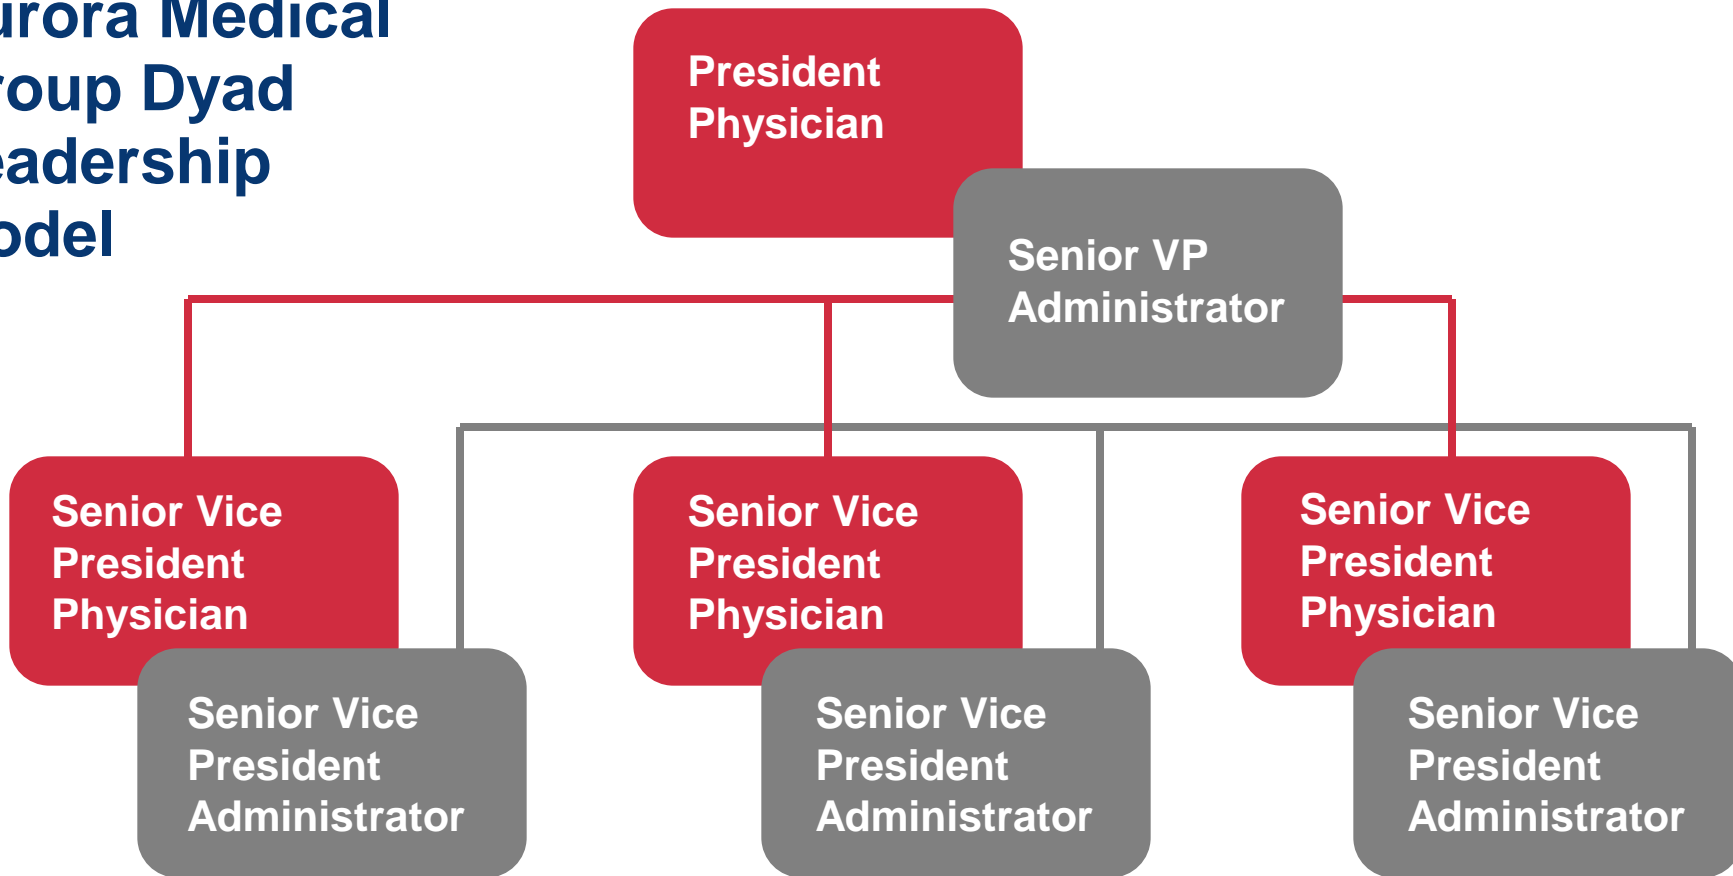 urora Medical
roup Dyad
eadership
odel
President
Physician
Senior VP
Administrator
Senior Vice
President
Physician
Senior Vice
President
Administrator
Senior Vice
President
Physician
Senior Vice
President
Administrator
Senior Vice
President
Physician
Senior Vice
President
Administrator